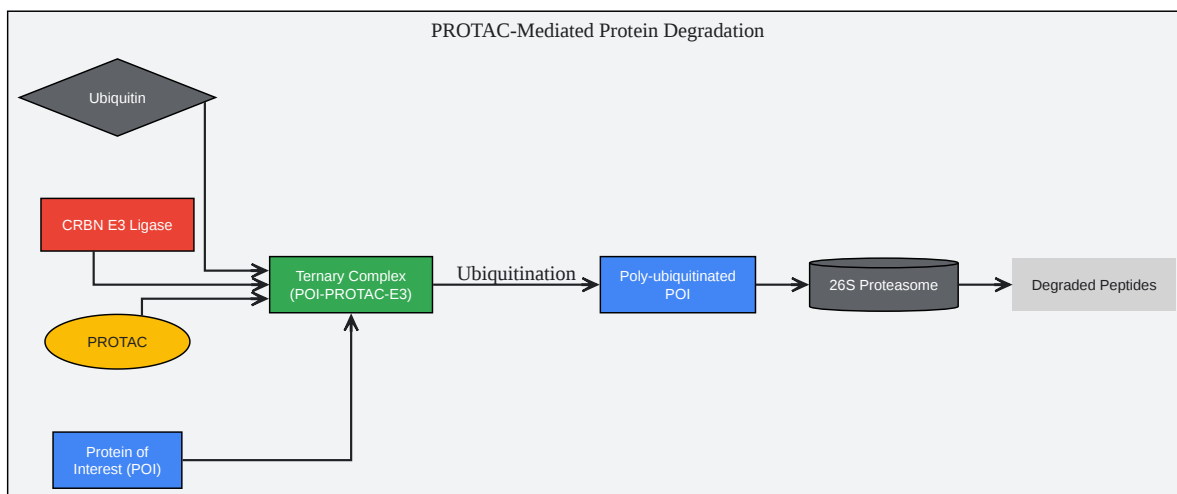 PROTAC-Mediated Protein Degradation
Ubiquitin
CRBN E3 Ligase
PROTAC
Protein of
Interest (POI)
Ternary Complex
(POI-PROTAC-E3)
Ubiquitination
Poly-ubiquitinated
POI
26S Proteasome
Degraded Peptides